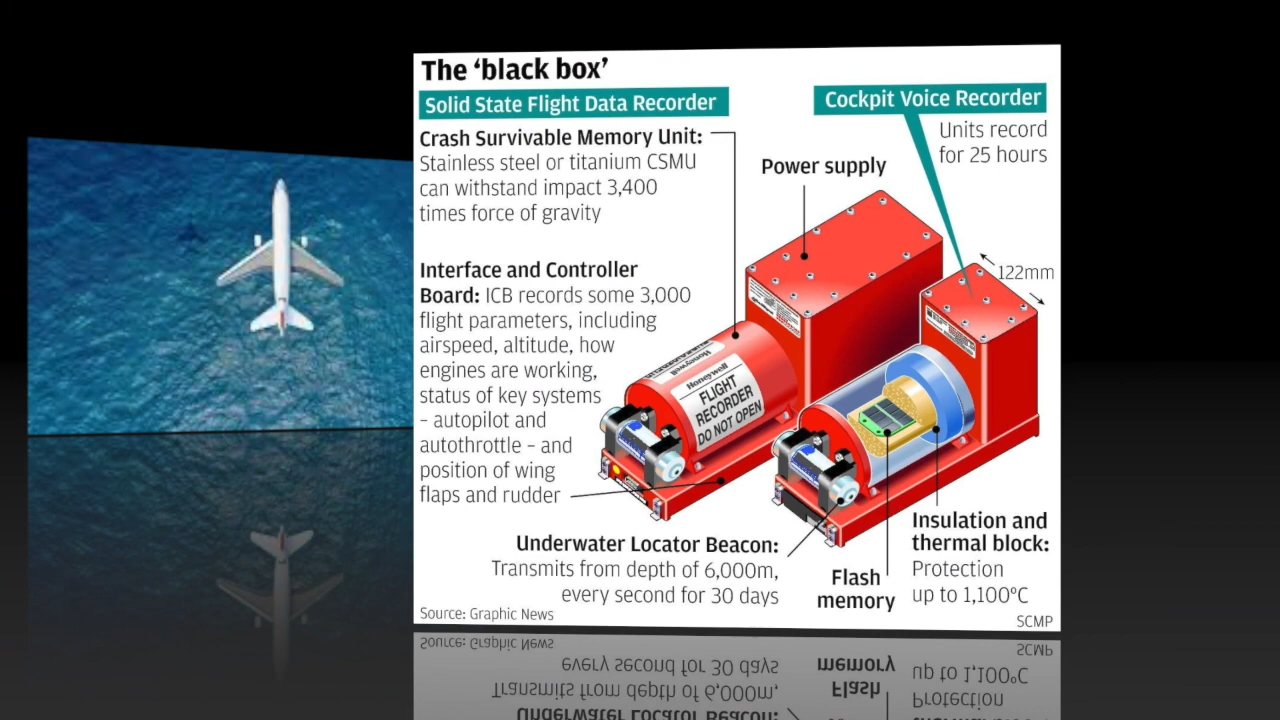 The ‘black box’
Solid State Flight Data Recorder
Crash Survivable Memory Unit:
Stainless steel or titanium CSMU
can withstand impact 3,400
times force of gravity
Interface and Controller
Board: ICB records some 3,000
flight parameters, including
airspeed, altitude, how
engines are working,
status of key systems
– autopilot and
autothrottle – and
position of wing
flaps and rudder
Cockpit Voice Recorder
Units record
for 25 hours
Power supply
122mm
Honeywell
Honeywell
FLIGHT
RECORDER
DO NOT OPEN
Underwater Locator Beacon:
Transmits from depth of 6,000m,
every second for 30 days
Flash
memory
Insulation and
thermal block:
Protection
up to 1,100°C
Source: Graphic News
SCMP